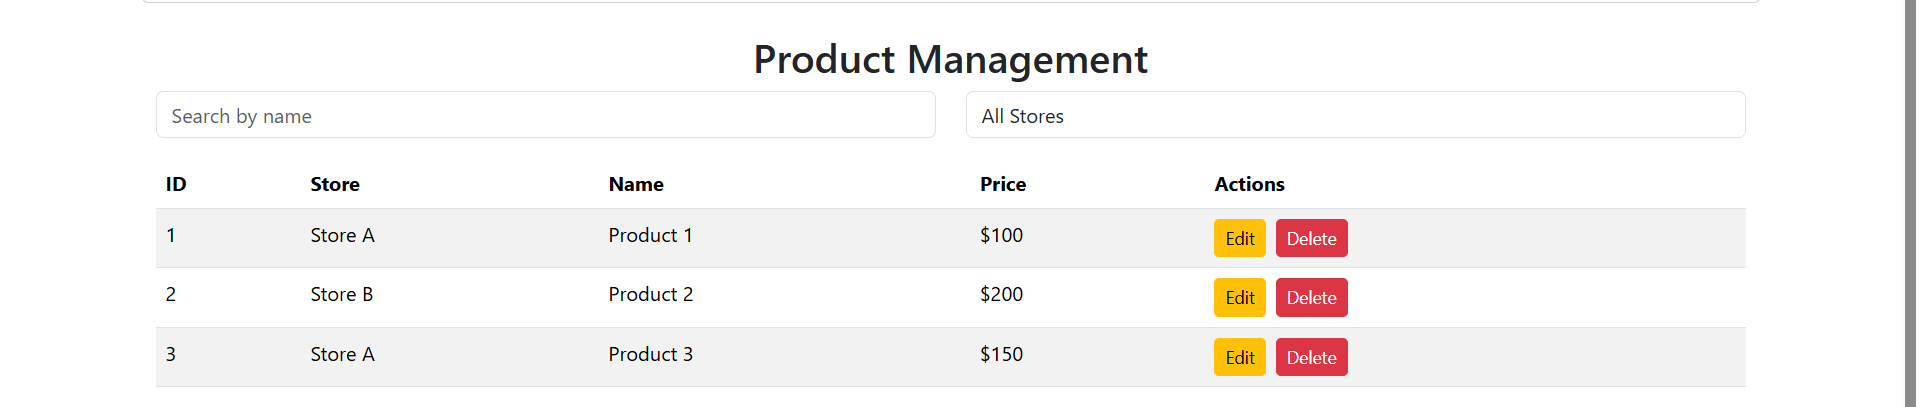 Product Management
Search by name
All Stores
ID Store Name Price Actions
1 Store A Product 1 $100 Edit Delete
2 Store B Product 2 $200 Edit Delete
3 Store A Product 3 $150 Edit Delete